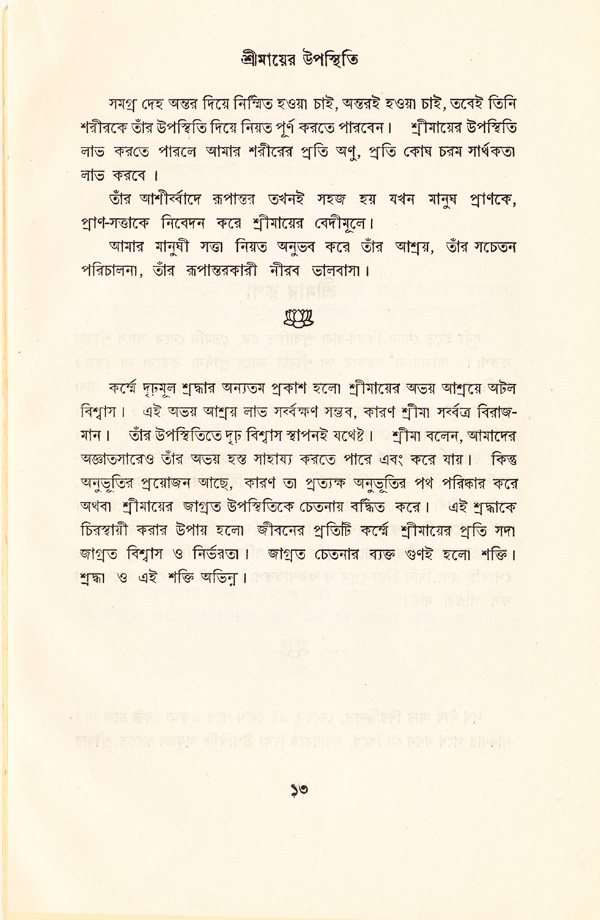 শ্রীমায়ের উপস্থিতি
সমগ্র দেহ অন্তর দিয়ে নির্ম্মিত হওয়া চাই, অন্তরই হওয়া চাই, তবেই তিনি
শরীরকে তাঁর উপস্থিতি দিয়ে নিয়ত পূর্ণ করতে পারবেন। শ্রীমায়ের উপস্থিতি
লাভ করতে পারলে আমার শরীরের প্রতি অণু, প্রতি কোষ চরম সার্থকতা
লাভ করবে।
তাঁর আশীর্ব্বাদে রূপান্তর তখনই সহজ হয় যখন মানুষ প্রাণকে,
প্রাণ-সত্তাকে নিবেদন করে শ্রীমায়ের বেদীমূলে।
আমার মানুষী সত্তা নিয়ত অনুভব করে তাঁর আশ্রয়, তাঁর সচেতন
পরিচালনা, তাঁর রূপান্তরকারী নীরব ভালবাসা।
কর্ম্মে দৃঢ়মূল শ্রদ্ধার অন্যতম প্রকাশ হলো শ্রীমায়ের অভয় আশ্রয়ে অটল
বিশ্বাস। এই অভয় আশ্রয় লাভ সর্ব্বক্ষণ সম্ভব, কারণ শ্রীমা সর্ব্বত্র বিরাজ-
মান। তাঁর উপস্থিতিতে দৃঢ় বিশ্বাস স্থাপনই যথেষ্ট। শ্রীমা বলেন, আমাদের
অজ্ঞাতসারেও তাঁর অভয় হস্ত সাহায্য করতে পারে এবং করে যায়। কিন্তু
অনুভূতির প্রয়োজন আছে, কারণ তা প্রত্যক্ষ অনুভূতির পথ পরিষ্কার করে
অথবা শ্রীমায়ের জাগ্রত উপস্থিতিকে চেতনায় বর্দ্ধিত করে। এই শ্রদ্ধাকে
চিরস্থায়ী করার উপায় হলো জীবনের প্রতিটি কর্ম্মে শ্রীমায়ের প্রতি সদা
জাগ্রত বিশ্বাস ও নির্ভরতা। জাগ্রত চেতনার ব্যক্ত গুণই হলো শক্তি।
শ্রদ্ধা ও এই শক্তি অভিন্ন।
১৩